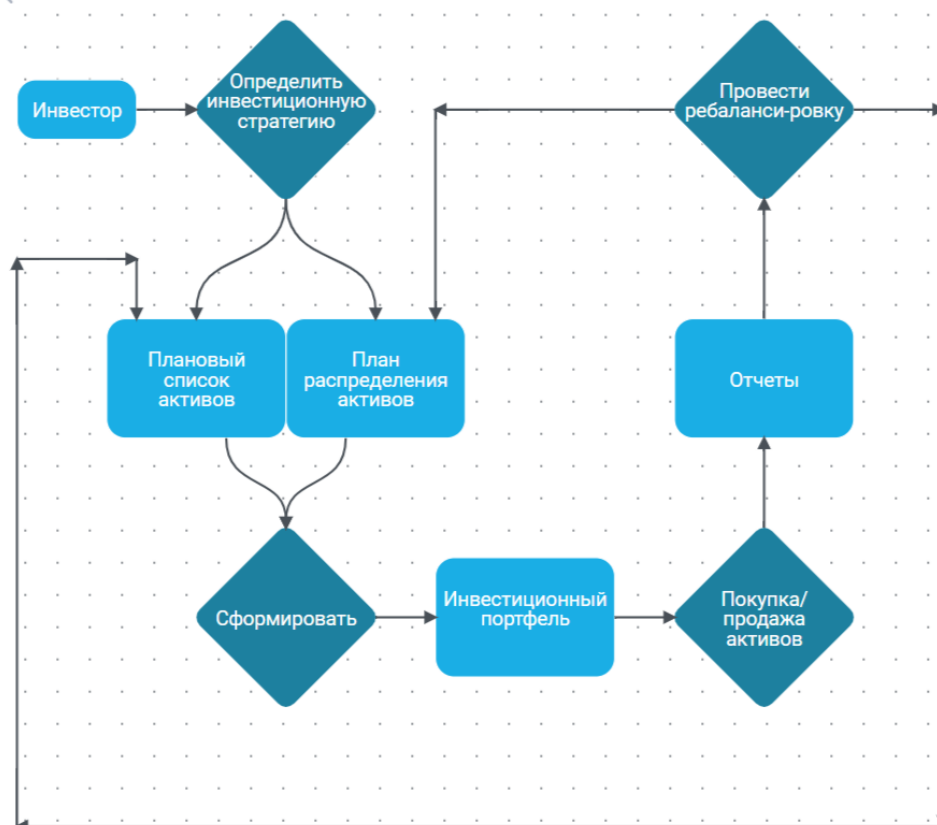 Инвестор
Определить
инвестиционную
стратегию
Провести
ребаланси-ровку
Плановый
список
активов
План
распределения
активов
Отчеты
Сформировать
Инвестиционный
портфель
Покупка/
продажа
активов